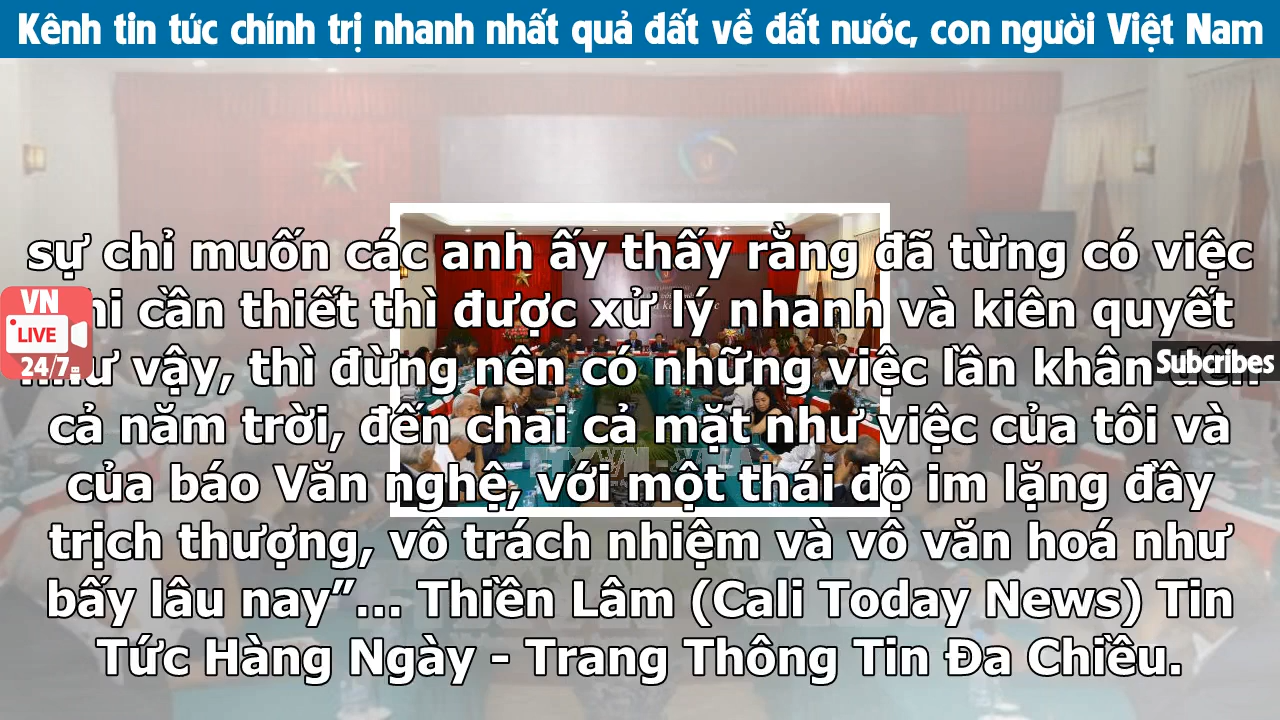 Kênh tin tức chính trị nhanh nhất quả đất về đất nước, con người Việt Nam
sự chỉ muốn các anh ấy thấy rằng đã từng có việc
hi cần thiết thì được xử lý nhanh và kiên quyết
như vậy, thì đừng nên có những việc lần khân đến
cả năm trời, đến chai cả mặt như việc của tôi và
của báo Văn nghệ, với một thái độ im lặng đầy
trịch thượng, vô trách nhiệm và vô văn hoá như
bấy lâu nay”... Thiền Lâm (Cali Today News) Tin
Tức Hàng Ngày - Trang Thông Tin Đa Chiều.
VN
LIVE
24/7
Subcribes